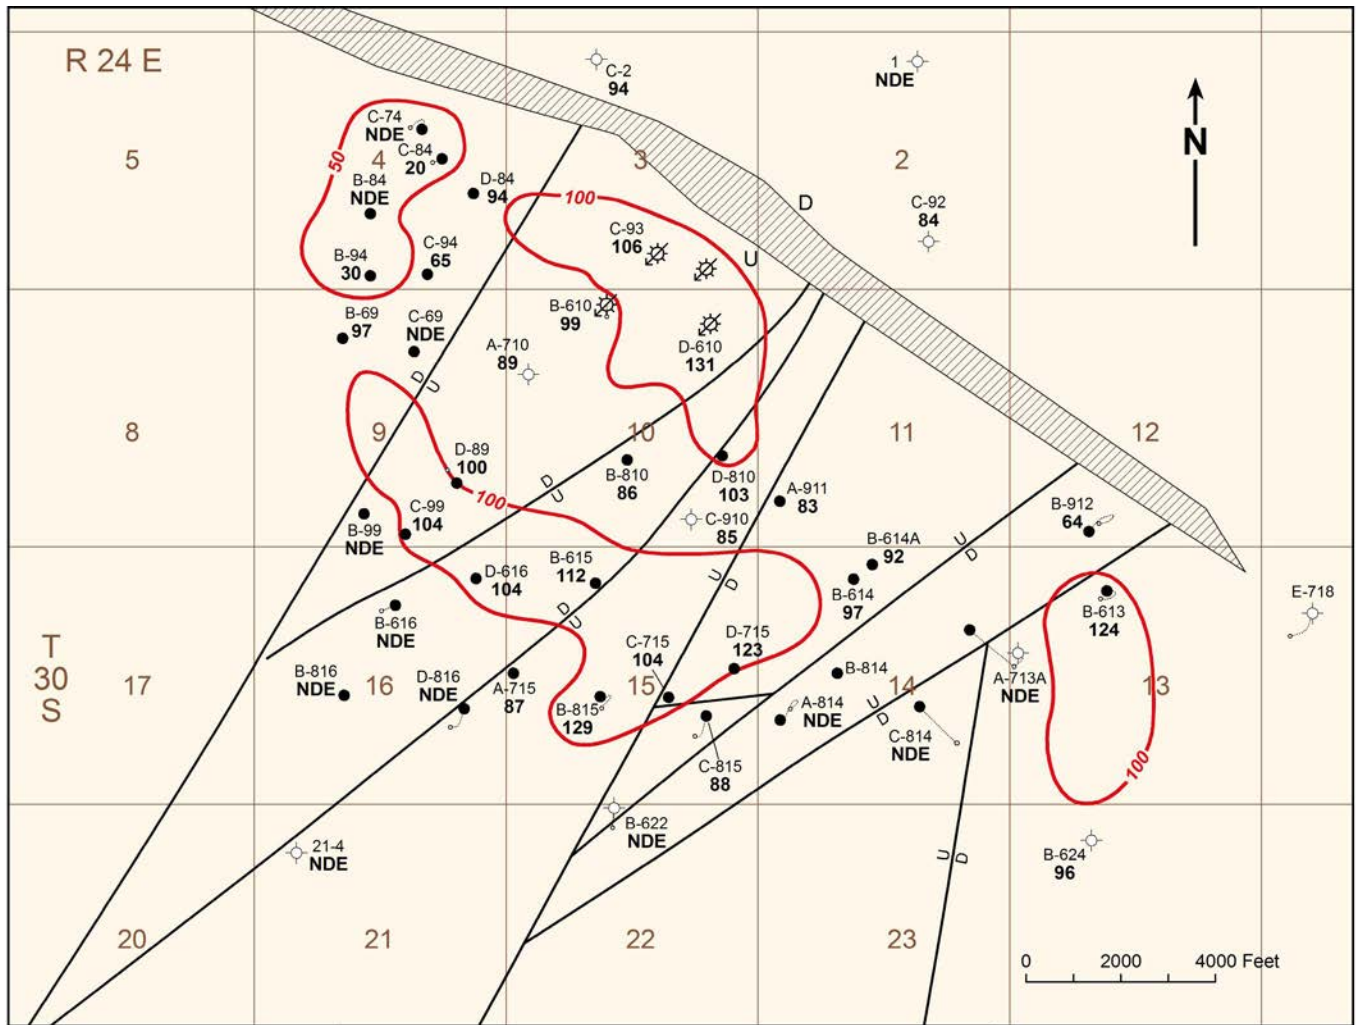 R 24 E
C-2
94
1
NDE
C-74
NDE
C-84
20
50
4
5
3
2
N
B-84
NDE
D-84
94
100
D
U
C-92
84
C-93
106
B-94
30
C-94
65
B-610
99
D-610
131
B-69
97
C-69
NDE
A-710
89
D
U
8
9
10
11
12
D-89
100
100
D
U
B-810
86
D-810
103
A-911
83
C-99
104
B-99
NDE
C-910
85
B-912
64
U
D
B-614A
92
B-614
97
D-616
104
B-615
112
U
D
D
U
B-616
NDE
B-613
124
E-718
T
30
S
17
16
15
14
13
B-816
NDE
D-816
NDE
A-715
87
C-715
104
D-715
123
B-814
B-815
129
A-814
NDE
U
D
A-713A
NDE
C-814
NDE
C-815
88
100
B-622
NDE
21-4
NDE
U
D
B-624
96
20
21
22
23
0 2000 4000 Feet